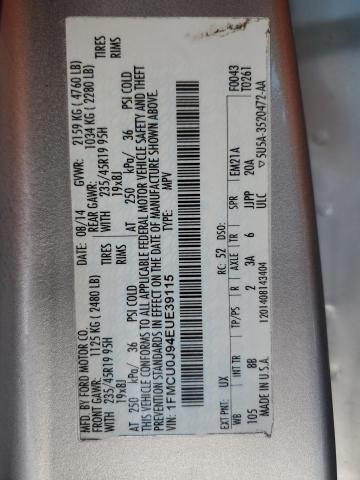 MFD. BY FORD MOTOR CO.
DATE: 08/14 GVWR: 2159 KG ( 4760 LB)
FRONT GAWR: 1125 KG ( 2480 LB) REAR GAWR: 1034 KG ( 2280 LB)
WITH 235/45R19 95H TIRES WITH 235/45R19 95H TIRES
19x8J RIMS 19x8J RIMS
AT 250 kPa/ 36 PSI COLD AT 250 kPa/ 36 PSI COLD
THIS VEHICLE CONFORMS TO ALL APPLICABLE FEDERAL MOTOR VEHICLE SAFETY AND THEFT
PREVENTION STANDARDS IN EFFECT ON THE DATE OF MANUFACTURE SHOWN ABOVE.
VIN: 1FMCU0J94EUE39115
TYPE: MPV
F0043
T0261
EXT PNT: UX RC: 52 DSO: EM21A
WB INT TR TP/PS R AXLE TR SPR
105 8B 2 3A 6 JJPP 20A
MADE IN USA 1201408143404 ULC
▽5U5A-3520472-AA